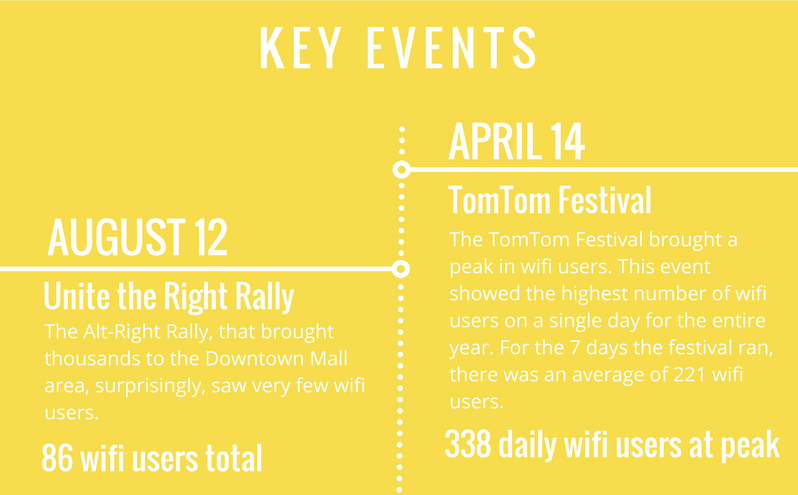 KEY EVENTS
APRIL 14
TomTom Festival
The TomTom Festival brought a
peak in wifi users. This event
showed the highest number of wifi
users on a single day for the entire
year. For the 7 days the festival ran,
there was an average of 221 wifi
users.
338 daily wifi users at peak
AUGUST 12
Unite the Right Rally
The Alt-Right Rally, that brought
thousands to the Downtown Mall
area, surprisingly, saw very few wifi
users.
86 wifi users total